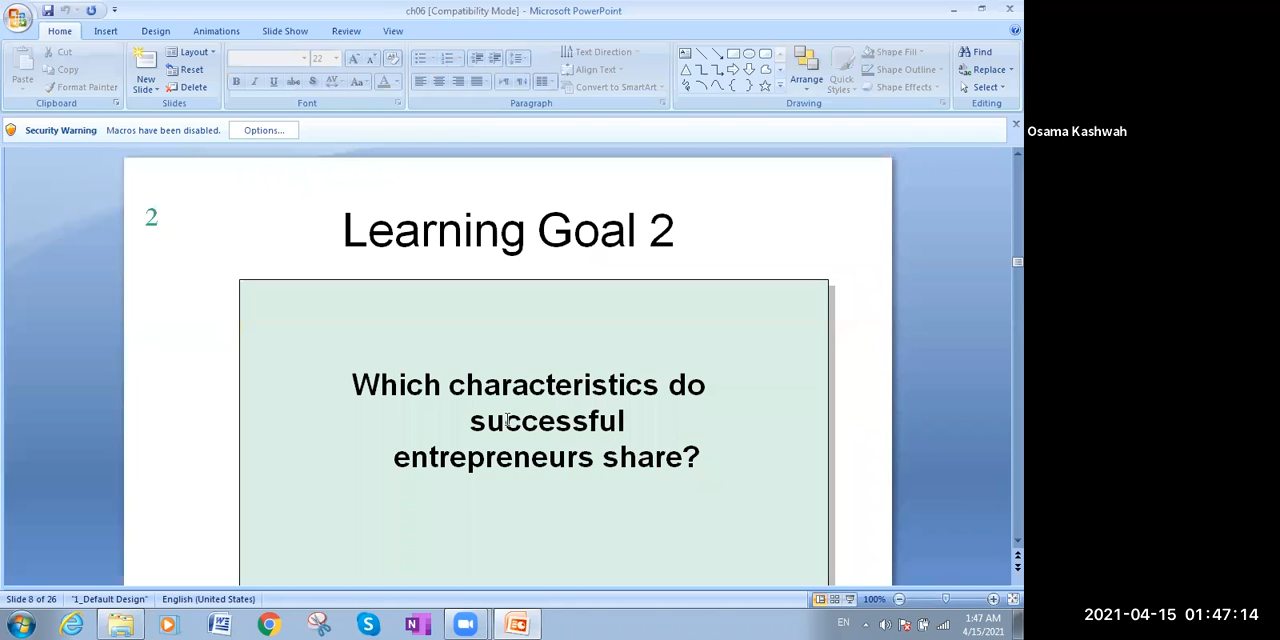 ch06 [Compatibility Mode] - Microsoft PowerPoint
Home Insert Design Animations Slide Show Review View
Paste
Cut
Copy
Format Painter
Clipboard
New Slide
Layout
Reset
Delete
Slides
22
B I U abc S AV Aa A
Font
Paragraph
Text Direction
Align Text
Convert to SmartArt
Arrange
Quick Styles
Shape Fill
Shape Outline
Shape Effects
Drawing
Find
Replace
Select
Editing
Security Warning Macros have been disabled. Options...
Osama Kashwah
2
Learning Goal 2
Which characteristics do
successful
entrepreneurs share?
Slide 8 of 26 "1_Default Design" English (United States) 100%
EN 1:47 AM
4/15/2021
2021-04-15 01:47:14